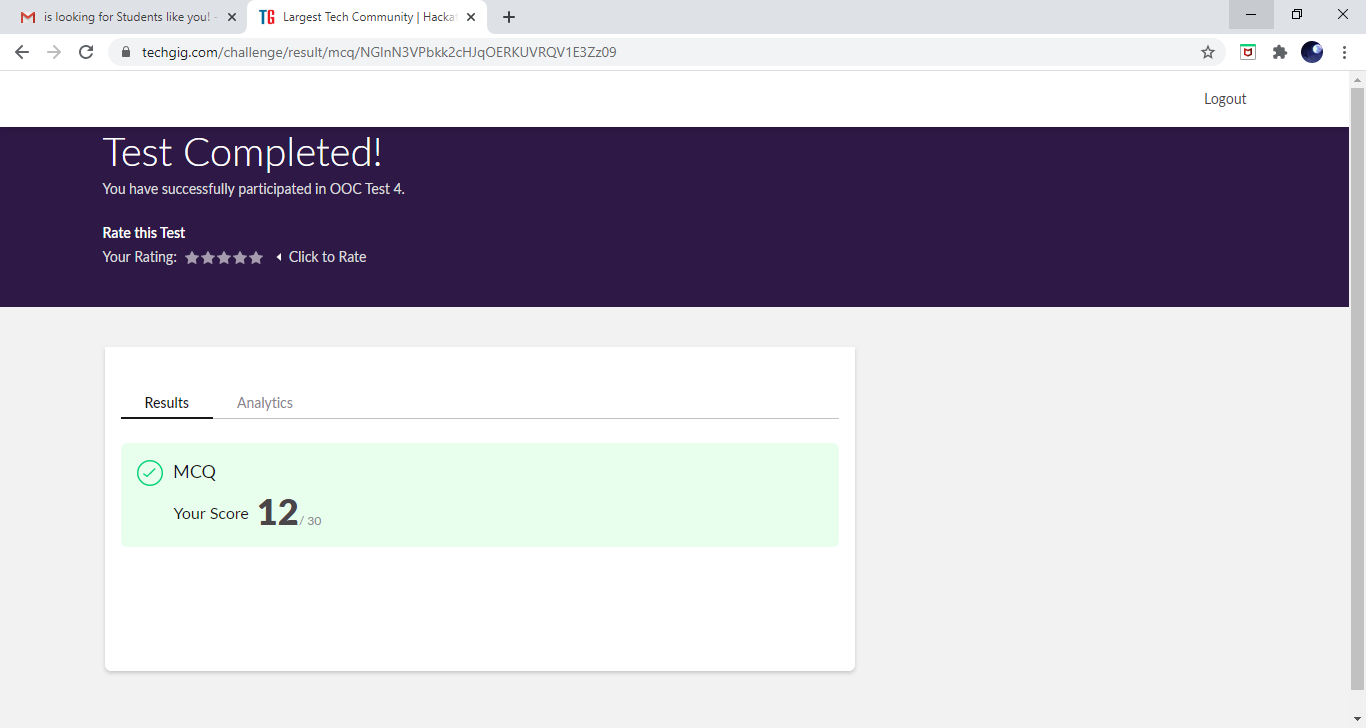 is looking for Students like you! -
TG Largest Tech Community | Hacka
techgig.com/challenge/result/mcq/NGlnN3VPbkk2cHJqOERKUVRQV1E3Zz09
Logout
Test Completed!
You have successfully participated in OOC Test 4.
Rate this Test
Your Rating: Click to Rate
Results Analytics
MCQ
Your Score 12 / 30